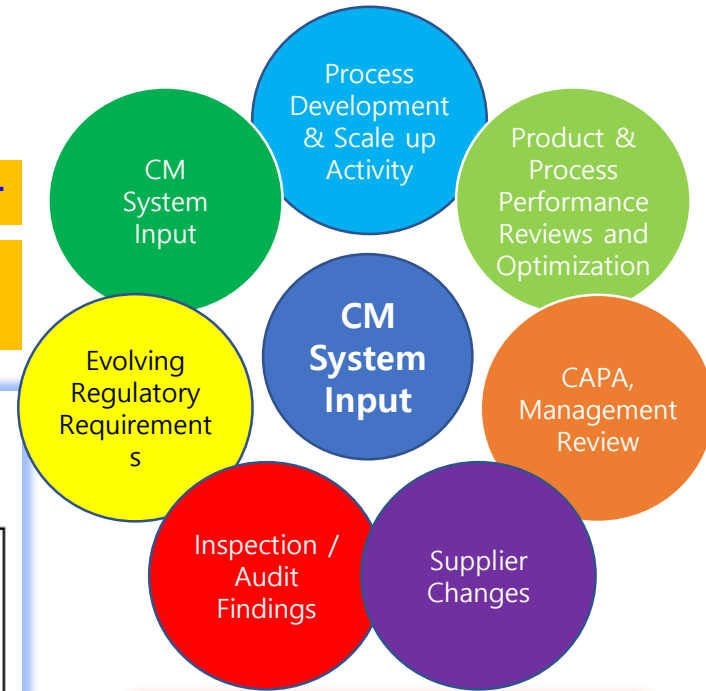 Process
Development
& Scale up
Activity
Product &
Process
Performance
Reviews and
Optimization
CAPA,
Management
Review
Supplier
Changes
Inspection /
Audit
Findings
Evolving
Regulatory
Requirement
s
CM
System
Input
CM
System
Input